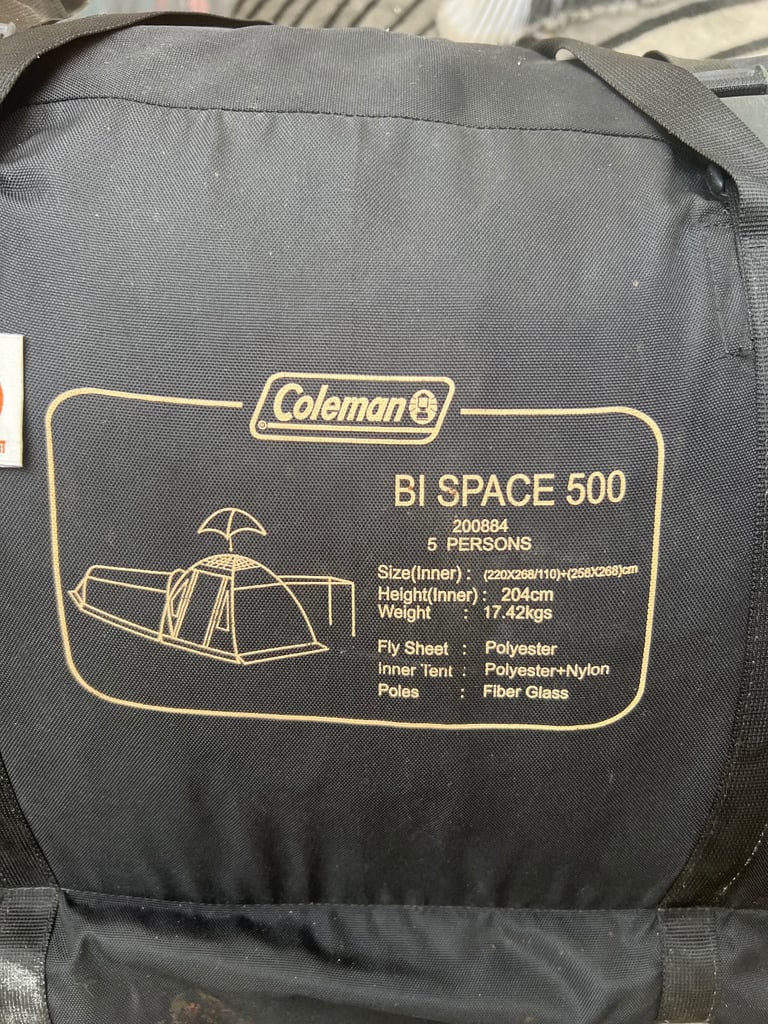 Coleman
BI SPACE 500
200884
5 PERSONS
Size(Inner) : (220X268/110)+(258X268)cm
Height(Inner) : 204cm
Weight : 17.42kgs
Fly Sheet : Polyester
Inner Tent : Polyester+Nylon
Poles : Fiber Glass